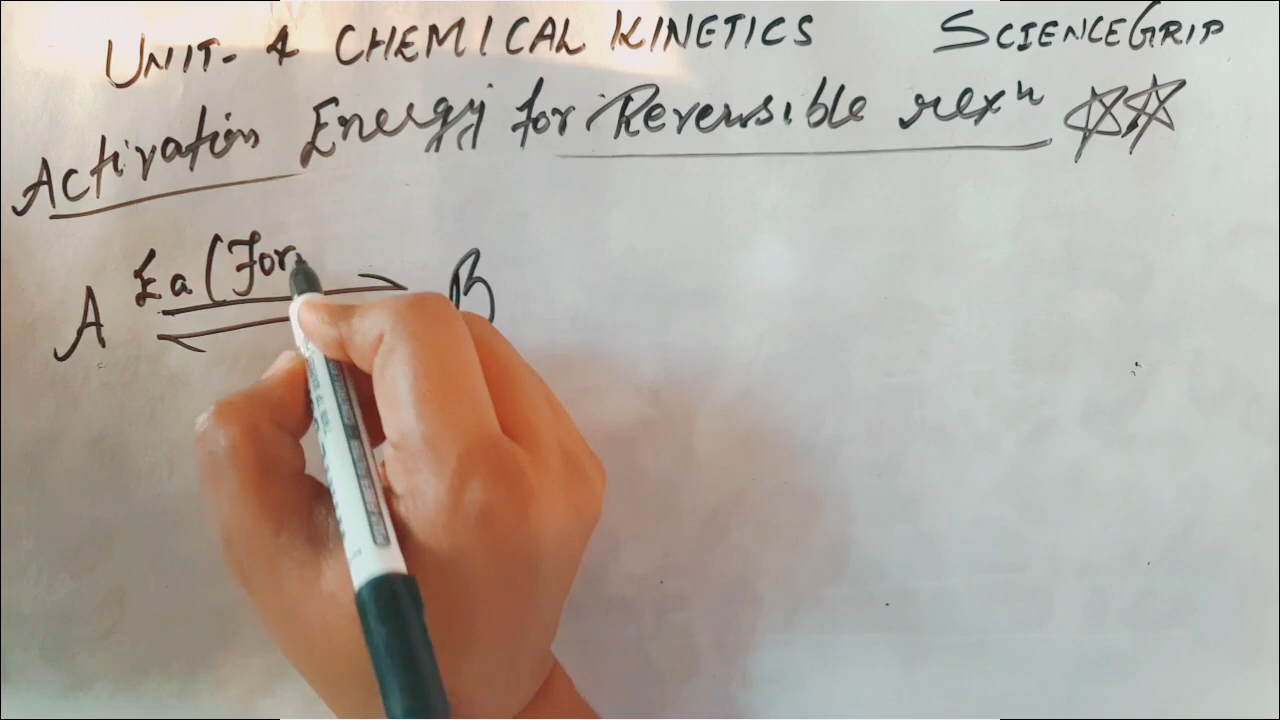 UNIT- 4 CHEMICAL KINETICS SCIENCEGRIP
Activation Energy for Reversible rexn
Ea (For
A B